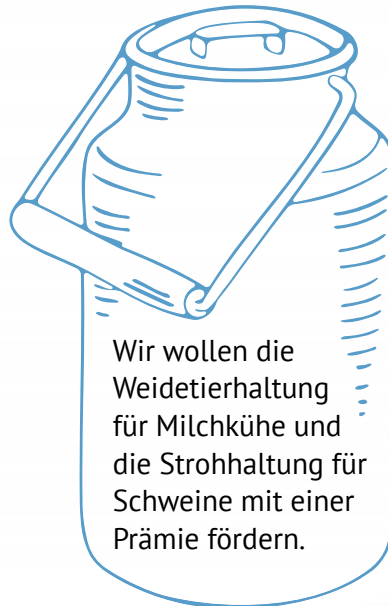 Wir wollen die
Weidetierhaltung
für Milchkühe und
die Strohhaltung für
Schweine mit einer
Prämie fördern.